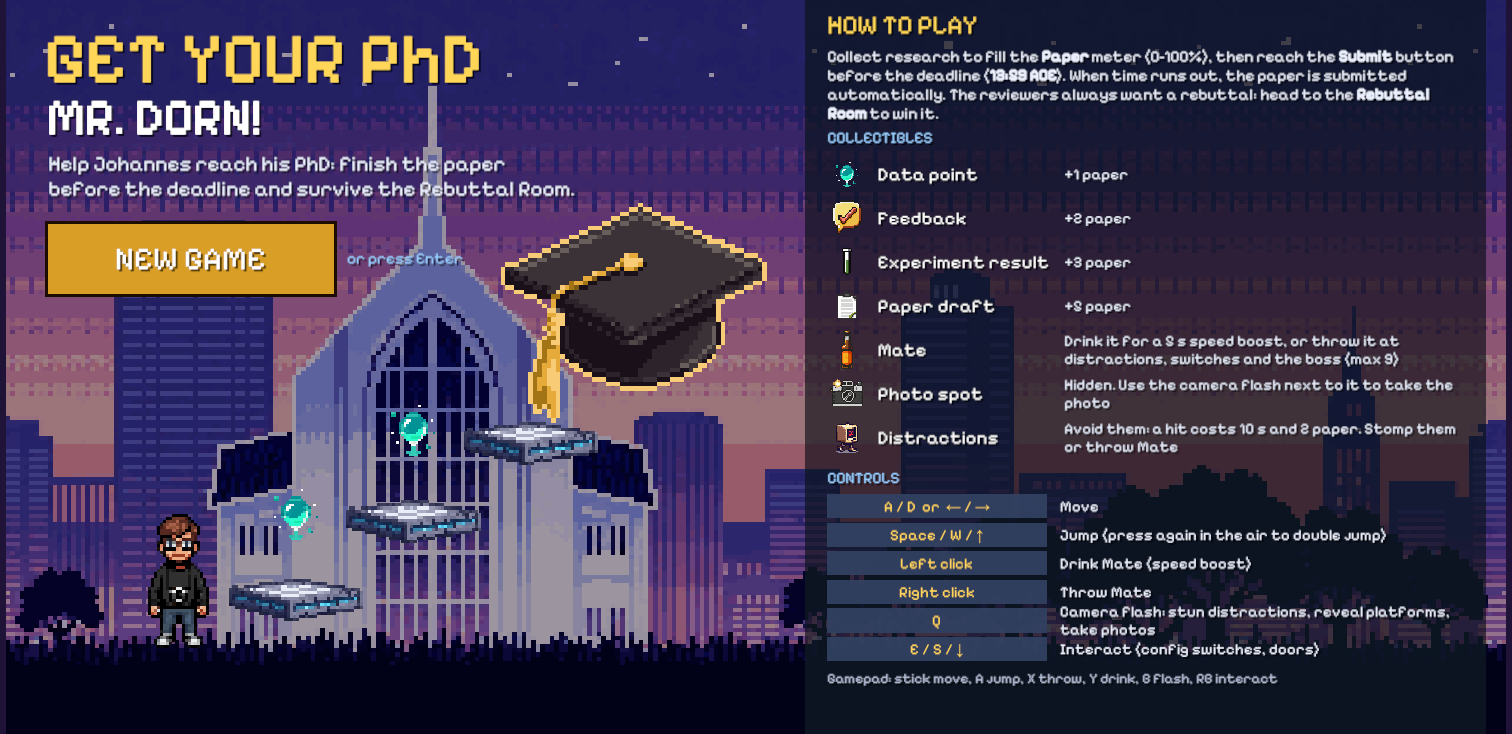 GET YOUR PhD
MR. DORN!
Help Johannes reach his PhD: finish the paper
before the deadline and survive the Rebuttal Room.
NEW GAME
or press Enter
HOW TO PLAY
Collect research to fill the Paper meter (0-100%), then reach the Submit button
before the deadline (AOE). When time runs out, the paper is submitted
automatically. The reviewers always want a rebuttal: head to the Rebuttal
Room to win it.
COLLECTIBLES
Data point +1 paper
Feedback +2 paper
Experiment result +3 paper
Paper draft +5 paper
Mate Drink it for a 5 s speed boost, or throw it at
distractions, switches and the boss (max 9)
Photo spot Hidden. Use the camera flash next to it to take the
photo
Distractions Avoid them: a hit costs 10 s and 2 paper. Stomp them
or throw Mate
CONTROLS
A / D or ← / → Move
Space / W / ↑ Jump (press again in the air to double jump)
Left click Drink Mate (speed boost)
Right click Throw Mate
Q Camera flash: stun distractions, reveal platforms,
take photos
E / S / ↓ Interact (config switches, doors)
Gamepad: stick move, A jump, X throw, Y drink, B flash, RB interact